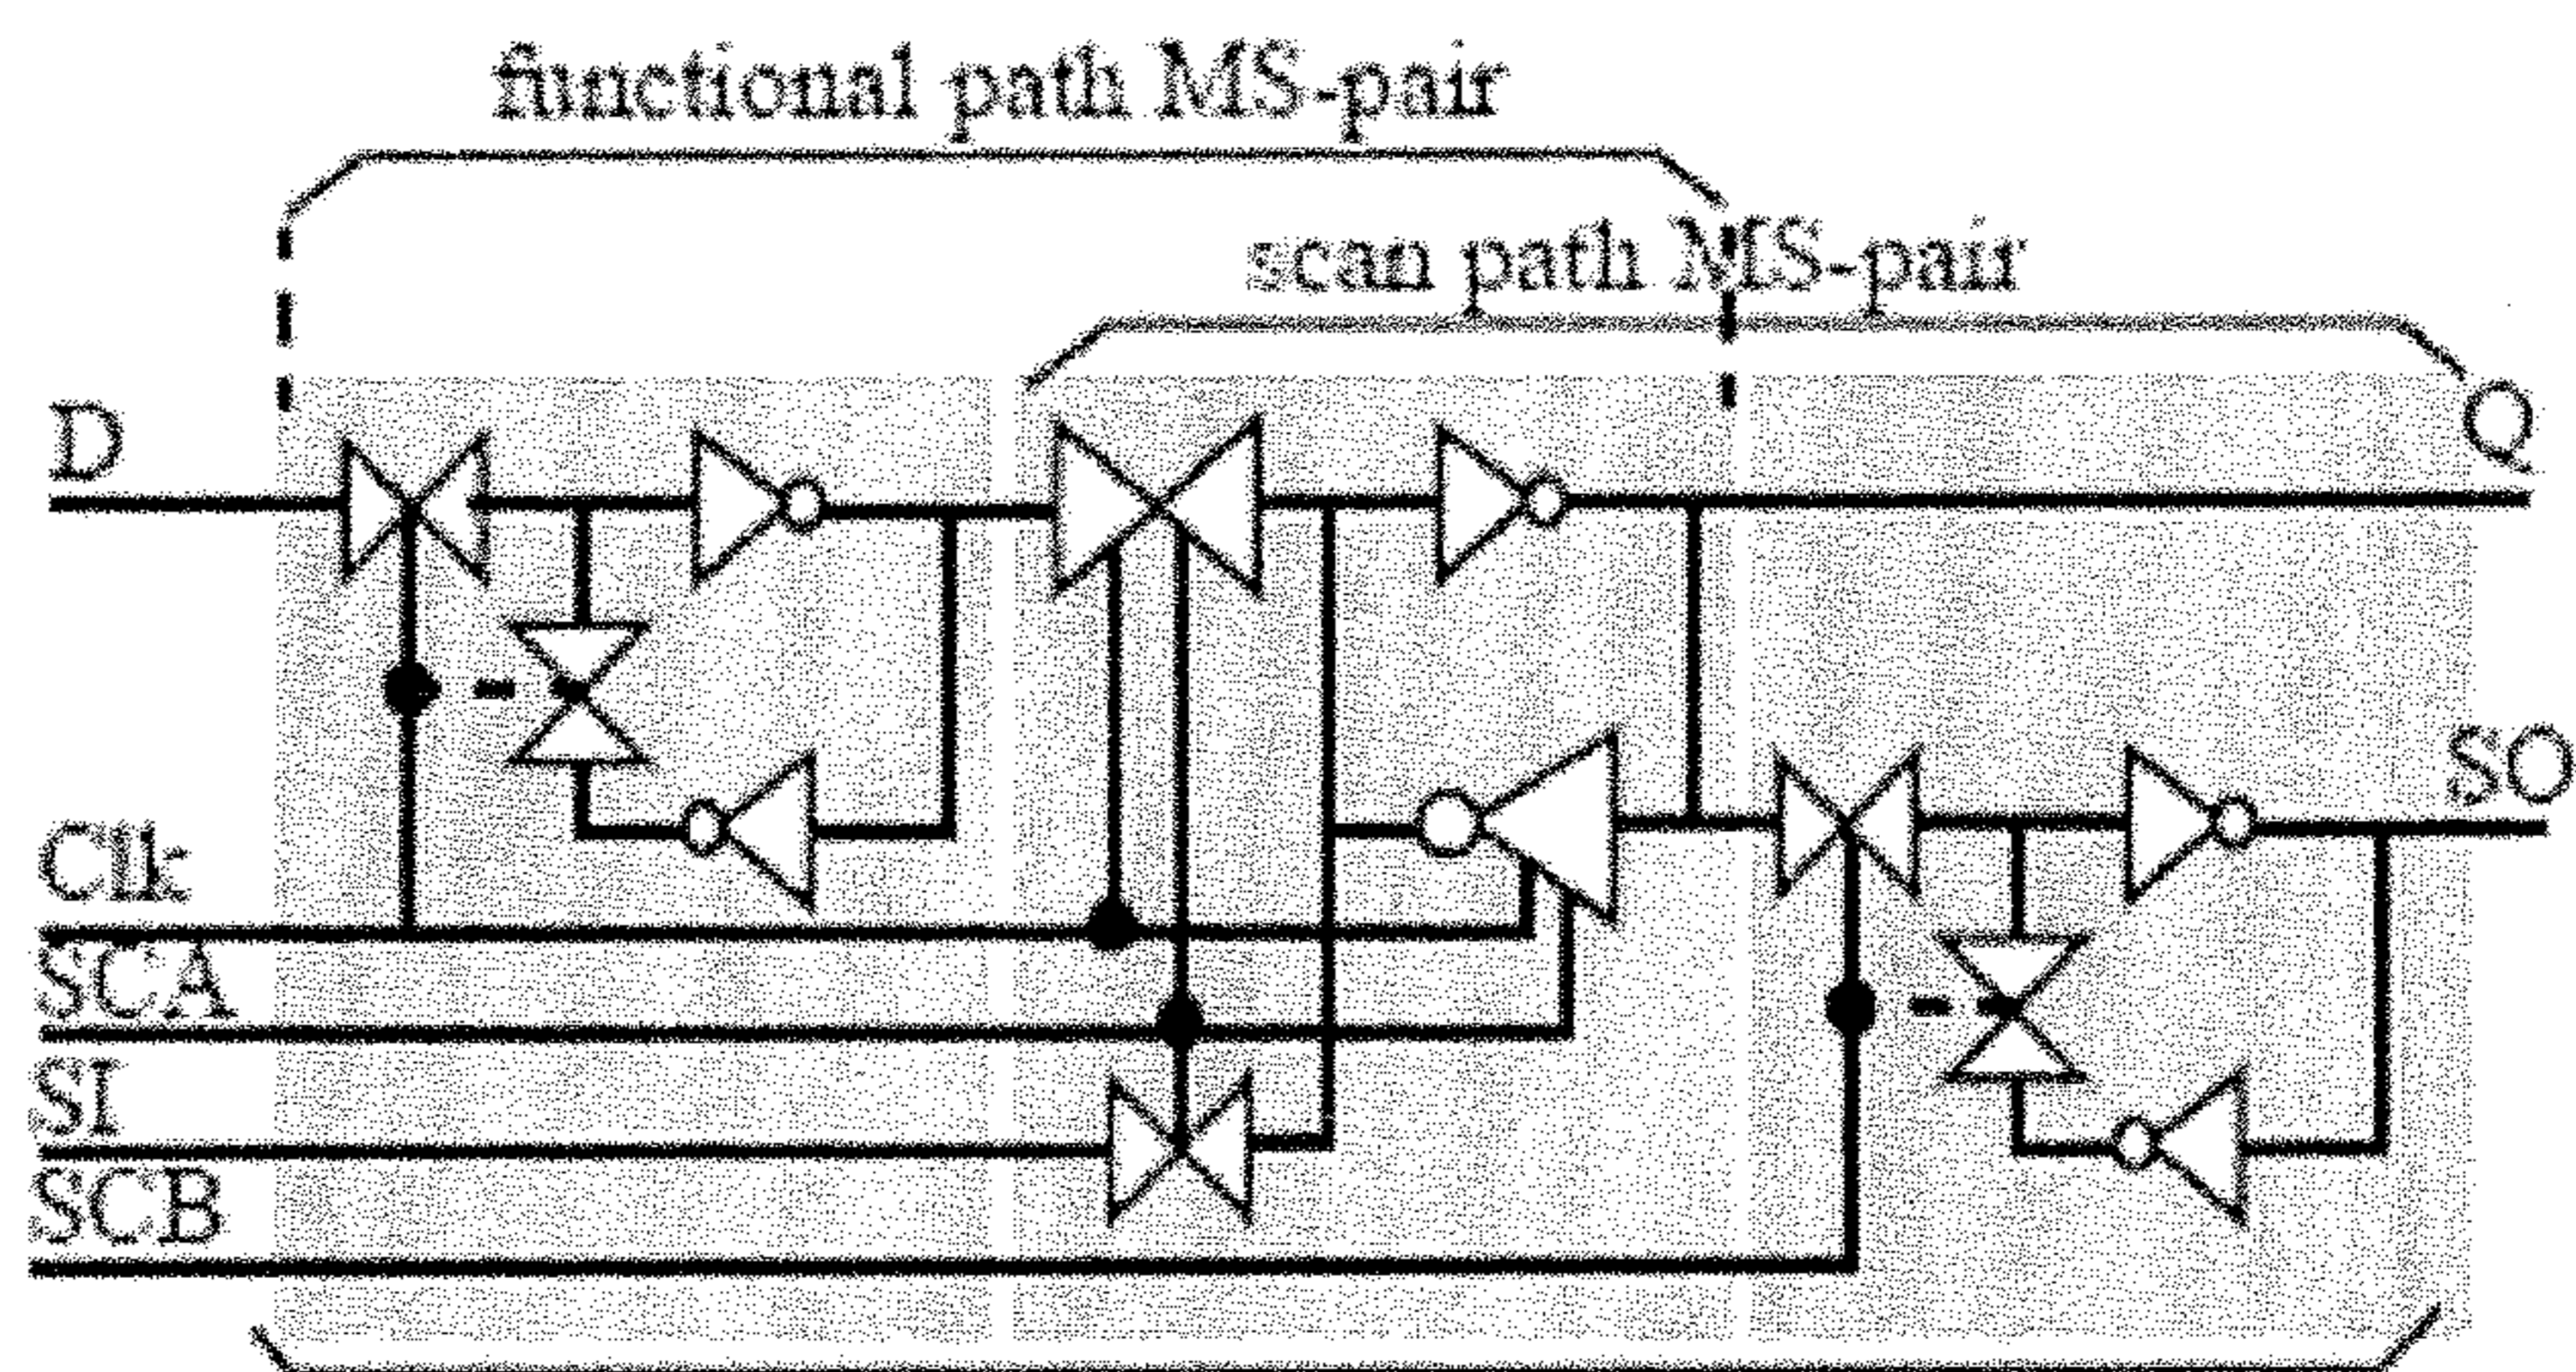 functional path MS-pair
scan path MS-pair
D
Q
SO
Clk
SCA
SI
SCB